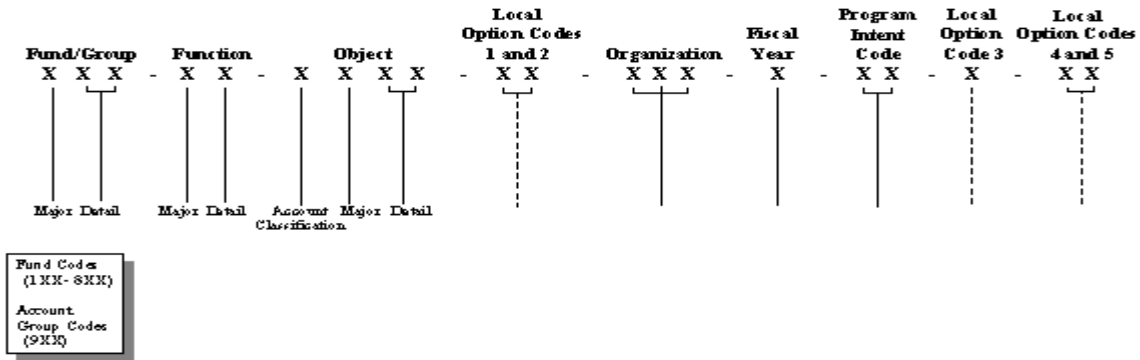 Local Program Local Local
Option Codes Fiscal Intent Option Option Codes
Fund/Group Function Object 1 and 2 Organization Year Code Code 3 4 and 5
X X X - X X - X X X X - X X - X X X - X - X X - X - X X
Major Detail Major Detail Account Major Detail
Classification
Fund Codes
(1XX-8XX)
Account
Group Codes
(9XX)